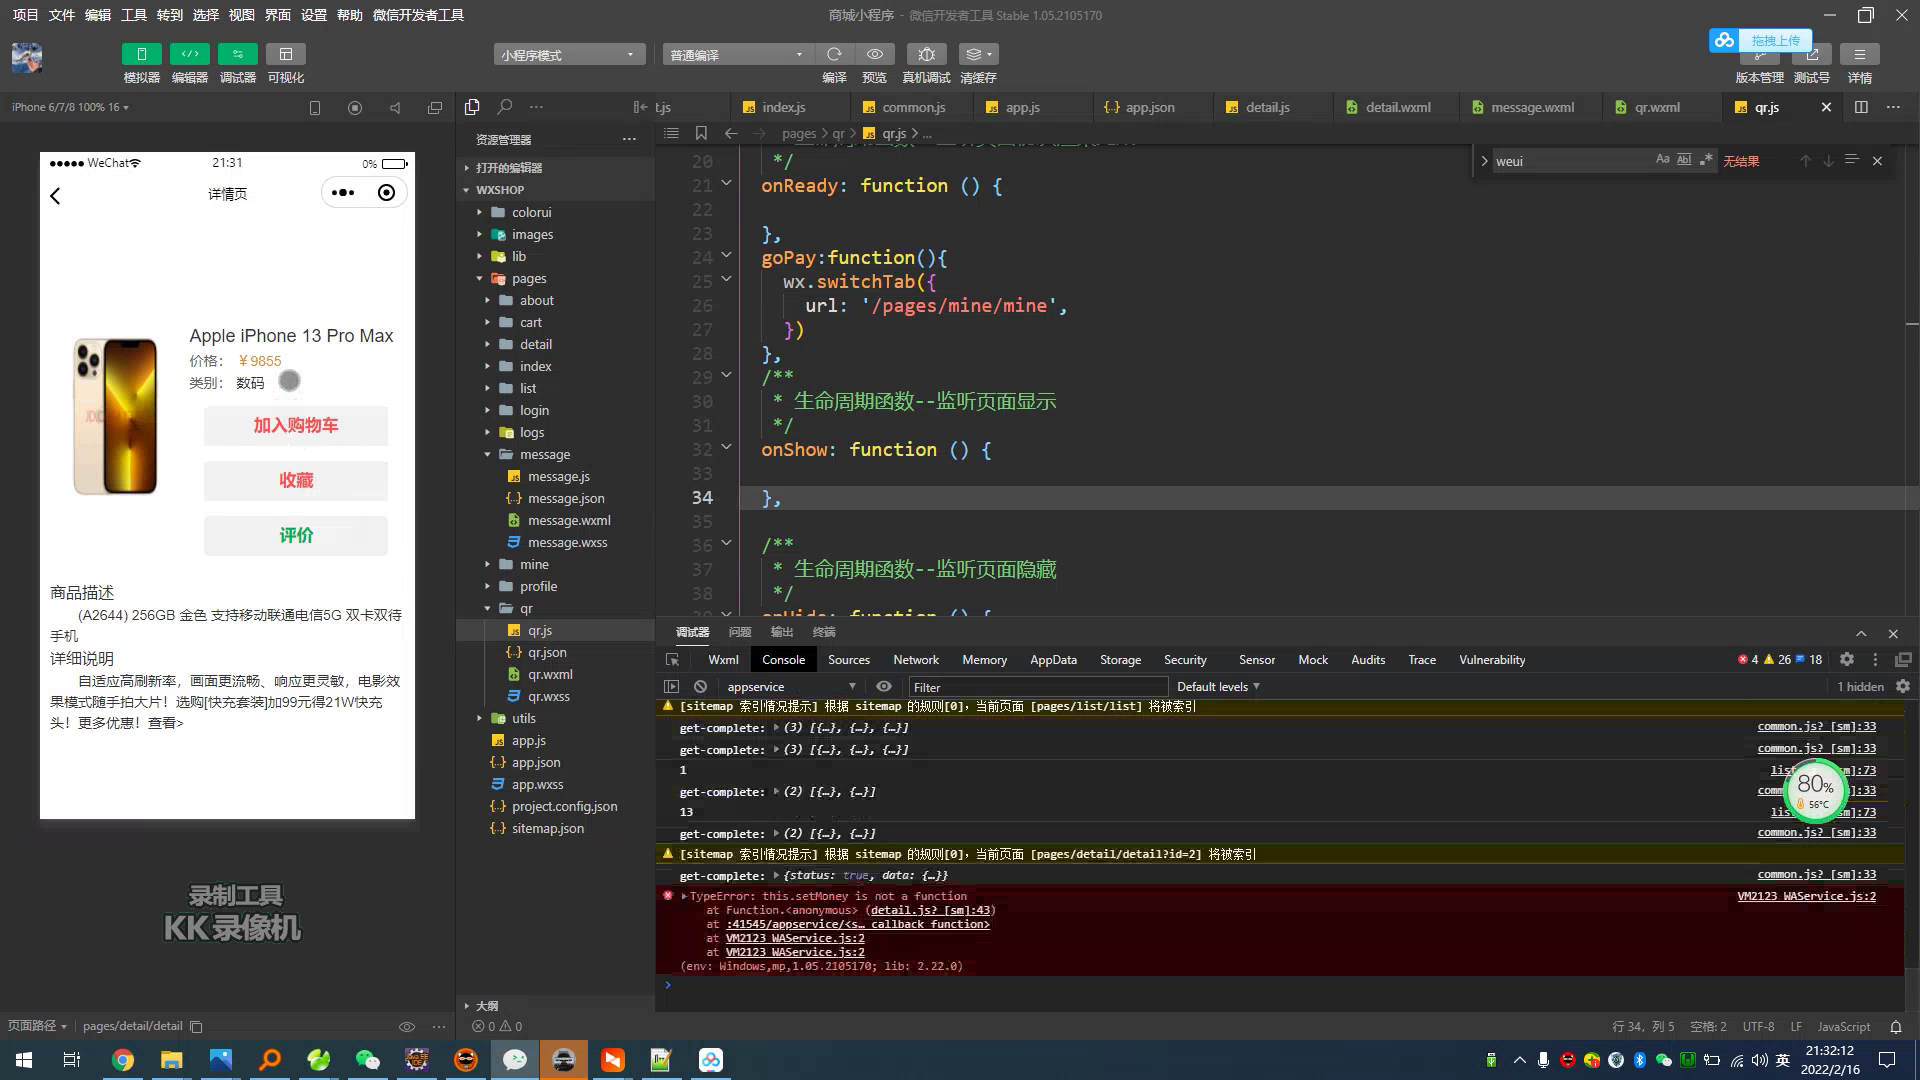 项目 文件 编辑 工具 转到 选择 视图 界面 设置 帮助 微信开发者工具
商城小程序 - 微信开发者工具 Stable 1.05.2105170
拖拽上传
小程序模式
普通编译
模拟器 编辑器 调试器 可视化
编译 预览 真机调试 清缓存
版本管理 测试号 详情
iPhone 6/7/8 100% 16
WeChat
21:31
0%
详情页
Apple iPhone 13 Pro Max
价格： ￥9855
类别： 数码
加入购物车
收藏
评价
商品描述
(A2644) 256GB 金色 支持移动联通电信5G 双卡双待
手机
详细说明
自适应高刷新率，画面更流畅、响应更灵敏，电影效
果模式随手拍大片！选购[快充套装]加99元得21W快充
头！更多优惠！查看>
录制工具
KK 录像机
页面路径 pages/detail/detail
资源管理器
打开的编辑器
WXSHOP
colorui
images
lib
pages
about
cart
detail
index
list
login
logs
message
message.js
message.json
message.wxml
message.wxss
mine
profile
qr
qr.js
qr.json
qr.wxml
qr.wxss
utils
app.js
app.json
app.wxss
project.config.json
sitemap.json
大纲
0 0
t.js index.js common.js app.js app.json detail.js detail.wxml message.wxml qr.wxml qr.js
pages > qr > qr.js > ...
weui
Aa Abl .* 无结果
20 */
21 onReady: function () {
22
23 },
24 goPay:function(){
25 wx.switchTab({
26 url: '/pages/mine/mine',
27 })
28 },
29 /**
30 * 生命周期函数--监听页面显示
31 */
32 onShow: function () {
33
34 },
35
36 /**
37 * 生命周期函数--监听页面隐藏
38 */
39 onHide: function () {
调试器 问题 输出 终端
Wxml Console Sources Network Memory AppData Storage Security Sensor Mock Audits Trace Vulnerability
4 26 18
appservice
Filter
Default levels
1 hidden
[sitemap 索引情况提示] 根据 sitemap 的规则[0]，当前页面 [pages/list/list] 将被索引
get-complete: (3) [{…}, {…}, {…}] common.js? [sm]:33
get-complete: (3) [{…}, {…}, {…}] common.js? [sm]:33
1 [sm]:73
get-complete: (2) [{…}, {…}] [sm]:33
13 [sm]:73
get-complete: (2) [{…}, {…}] common.js? [sm]:33
[sitemap 索引情况提示] 根据 sitemap 的规则[0]，当前页面 [pages/detail/detail?id=2] 将被索引
get-complete: {status: true, data: {…}} common.js? [sm]:33
TypeError: this.setMoney is not a function VM2123 WAService.js:2
at Function.<anonymous> (detail.js? [sm]:43)
at :41545/appservice/<s… callback function>
at VM2123 WAService.js:2
at VM2123 WAService.js:2
(env: Windows,mp,1.05.2105170; lib: 2.22.0)
80%
56°C
行 34，列 5 空格: 2 UTF-8 LF JavaScript
英
21:32:12
2022/2/16